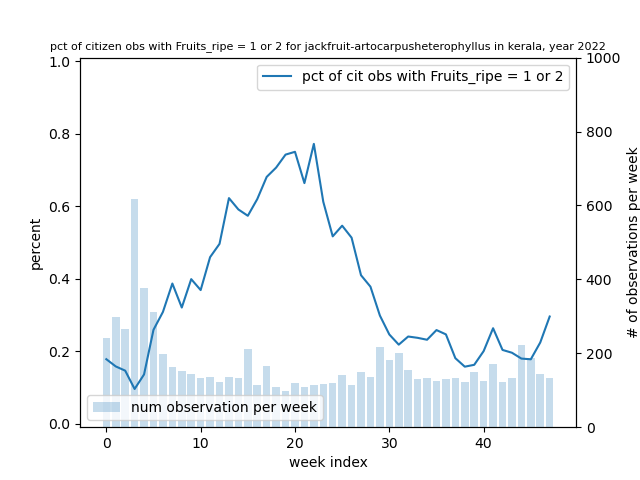 pct of citizen obs with Fruits_ripe = 1 or 2 for jackfruit-artocarpusheterophyllus in kerala, year 2022
pct of cit obs with Fruits_ripe = 1 or 2
1.0
0.8
0.6
0.4
0.2
0.0
percent
1000
800
600
400
200
0
# of observations per week
num observation per week
0 10 20 30 40
week index